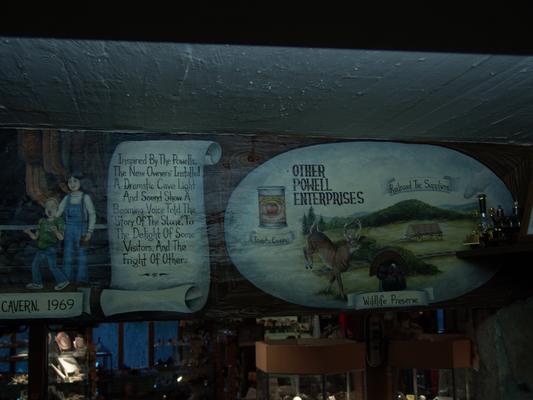 CAVERN. 1969
Inspired By The Powells,
The New Owners Installed
A Dramatic Cave Light
And Sound Show. A
Booming Voice Told The
Story Of The Slave, To
The Delight Of Some
Visitors, And The
Fright Of Others.
OTHER
POWELL
ENTERPRISES
Railroad Tie Suppliers
Wildlife Preserve